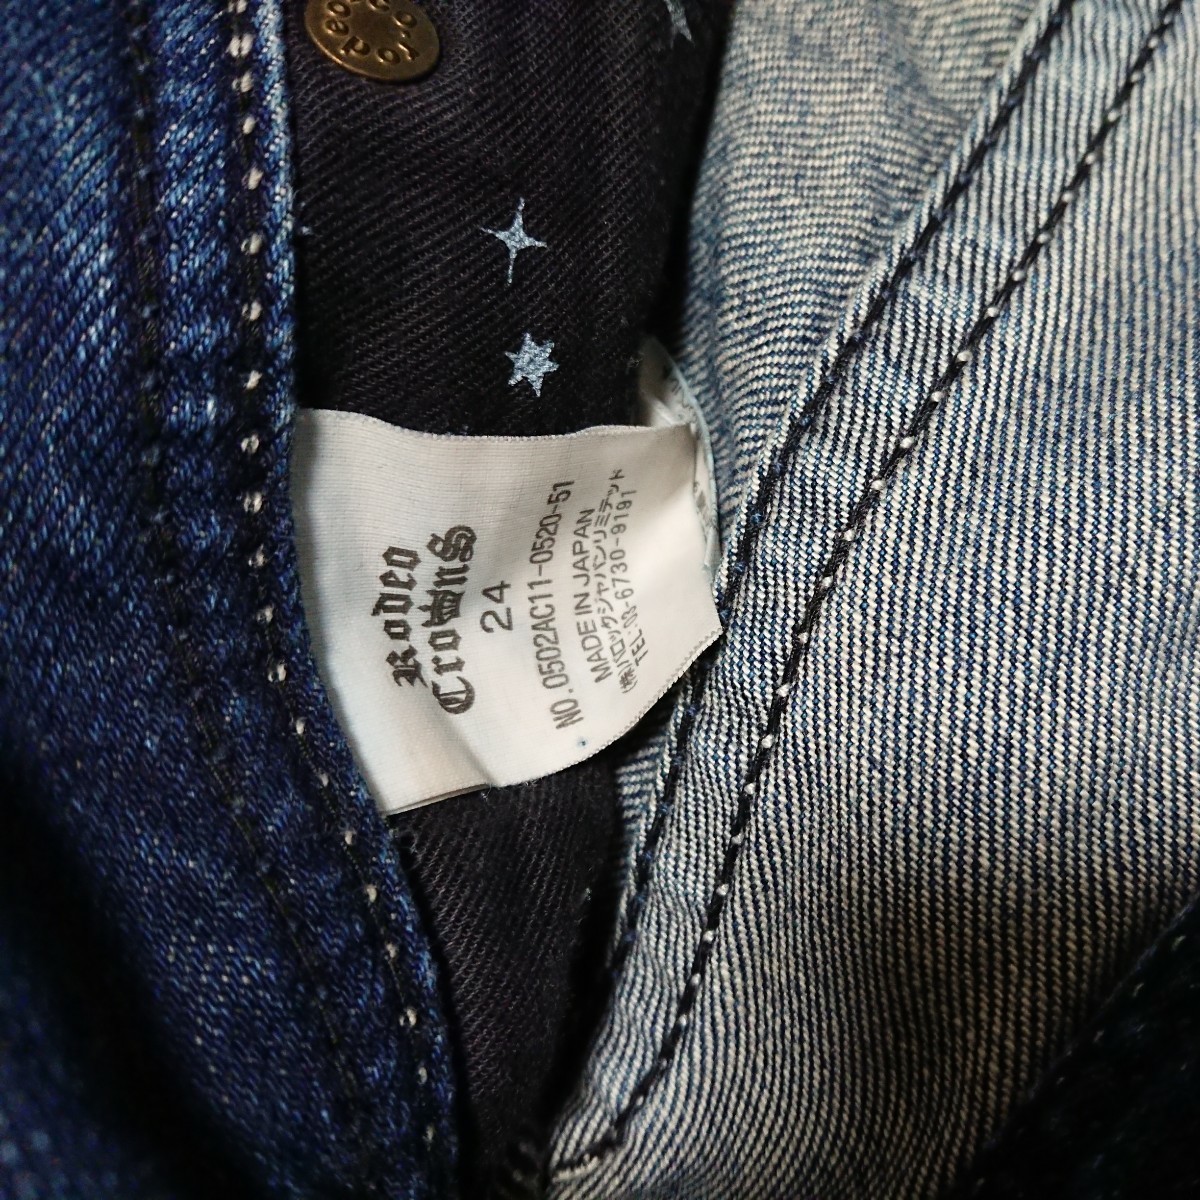 Rodeo
Crowns
24
NO.0502AC11-0520-51
MADE IN JAPAN
(株)バロックジャパンリミテッド
TEL:03-6730-9191